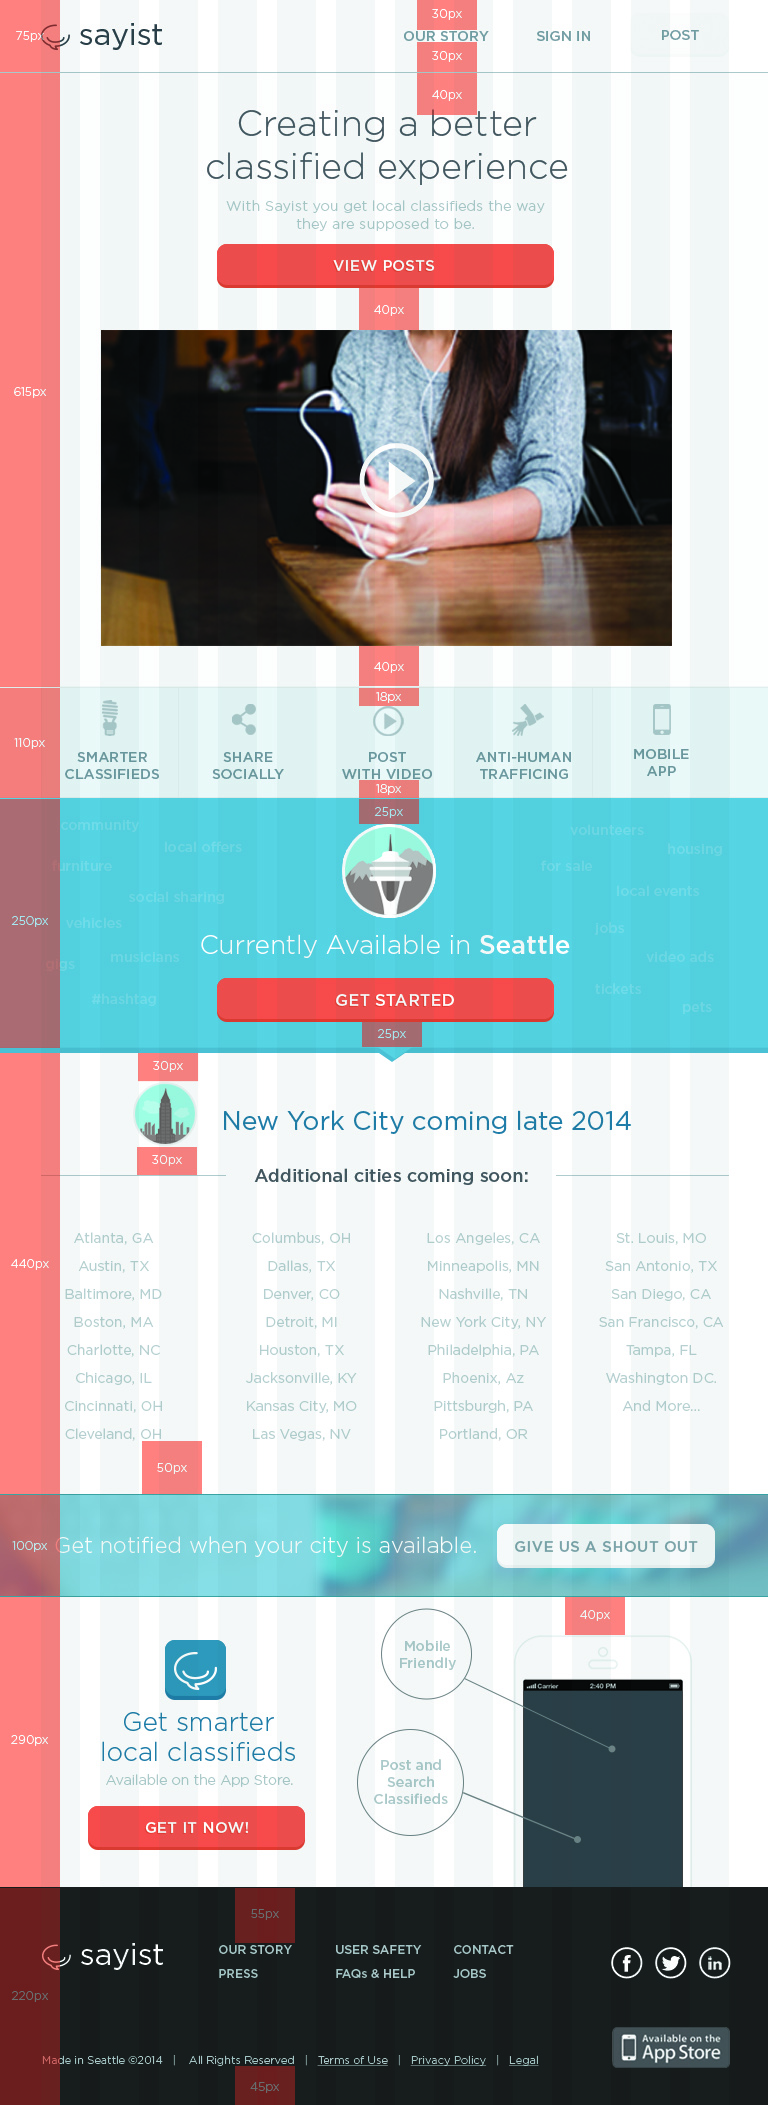 30px
75px
sayist
OUR STORY
SIGN IN
POST
30px
40px
Creating a better
classified experience
With Sayist you get local classifieds the way
they are supposed to be.
VIEW POSTS
40px
615px
40px
18px
110px
SMARTER
CLASSIFIEDS
SHARE
SOCIALLY
POST
WITH VIDEO
ANTI-HUMAN
TRAFFICING
MOBILE
APP
18px
25px
community
local offers
furniture
social sharing
vehicles
gigs
musicians
#hashtag
volunteers
housing
for sale
local events
jobs
video ads
tickets
pets
250px
Currently Available in Seattle
GET STARTED
25px
30px
New York City coming late 2014
30px
Additional cities coming soon:
440px
Atlanta, GA
Austin, TX
Baltimore, MD
Boston, MA
Charlotte, NC
Chicago, IL
Cincinnati, OH
Cleveland, OH
Columbus, OH
Dallas, TX
Denver, CO
Detroit, MI
Houston, TX
Jacksonville, KY
Kansas City, MO
Las Vegas, NV
Los Angeles, CA
Minneapolis, MN
Nashville, TN
New York City, NY
Philadelphia, PA
Phoenix, Az
Pittsburgh, PA
Portland, OR
St. Louis, MO
San Antonio, TX
San Diego, CA
San Francisco, CA
Tampa, FL
Washington DC.
And More...
50px
100px
Get notified when your city is available.
GIVE US A SHOUT OUT
40px
290px
Get smarter
local classifieds
Available on the App Store.
GET IT NOW!
Mobile
Friendly
Post and
Search
Classifieds
Carrier
2:40 PM
55px
220px
sayist
OUR STORY
PRESS
USER SAFETY
FAQs & HELP
CONTACT
JOBS
f
in
Available on the
App Store
Made in Seattle ©2014 | All Rights Reserved | Terms of Use | Privacy Policy | Legal
45px